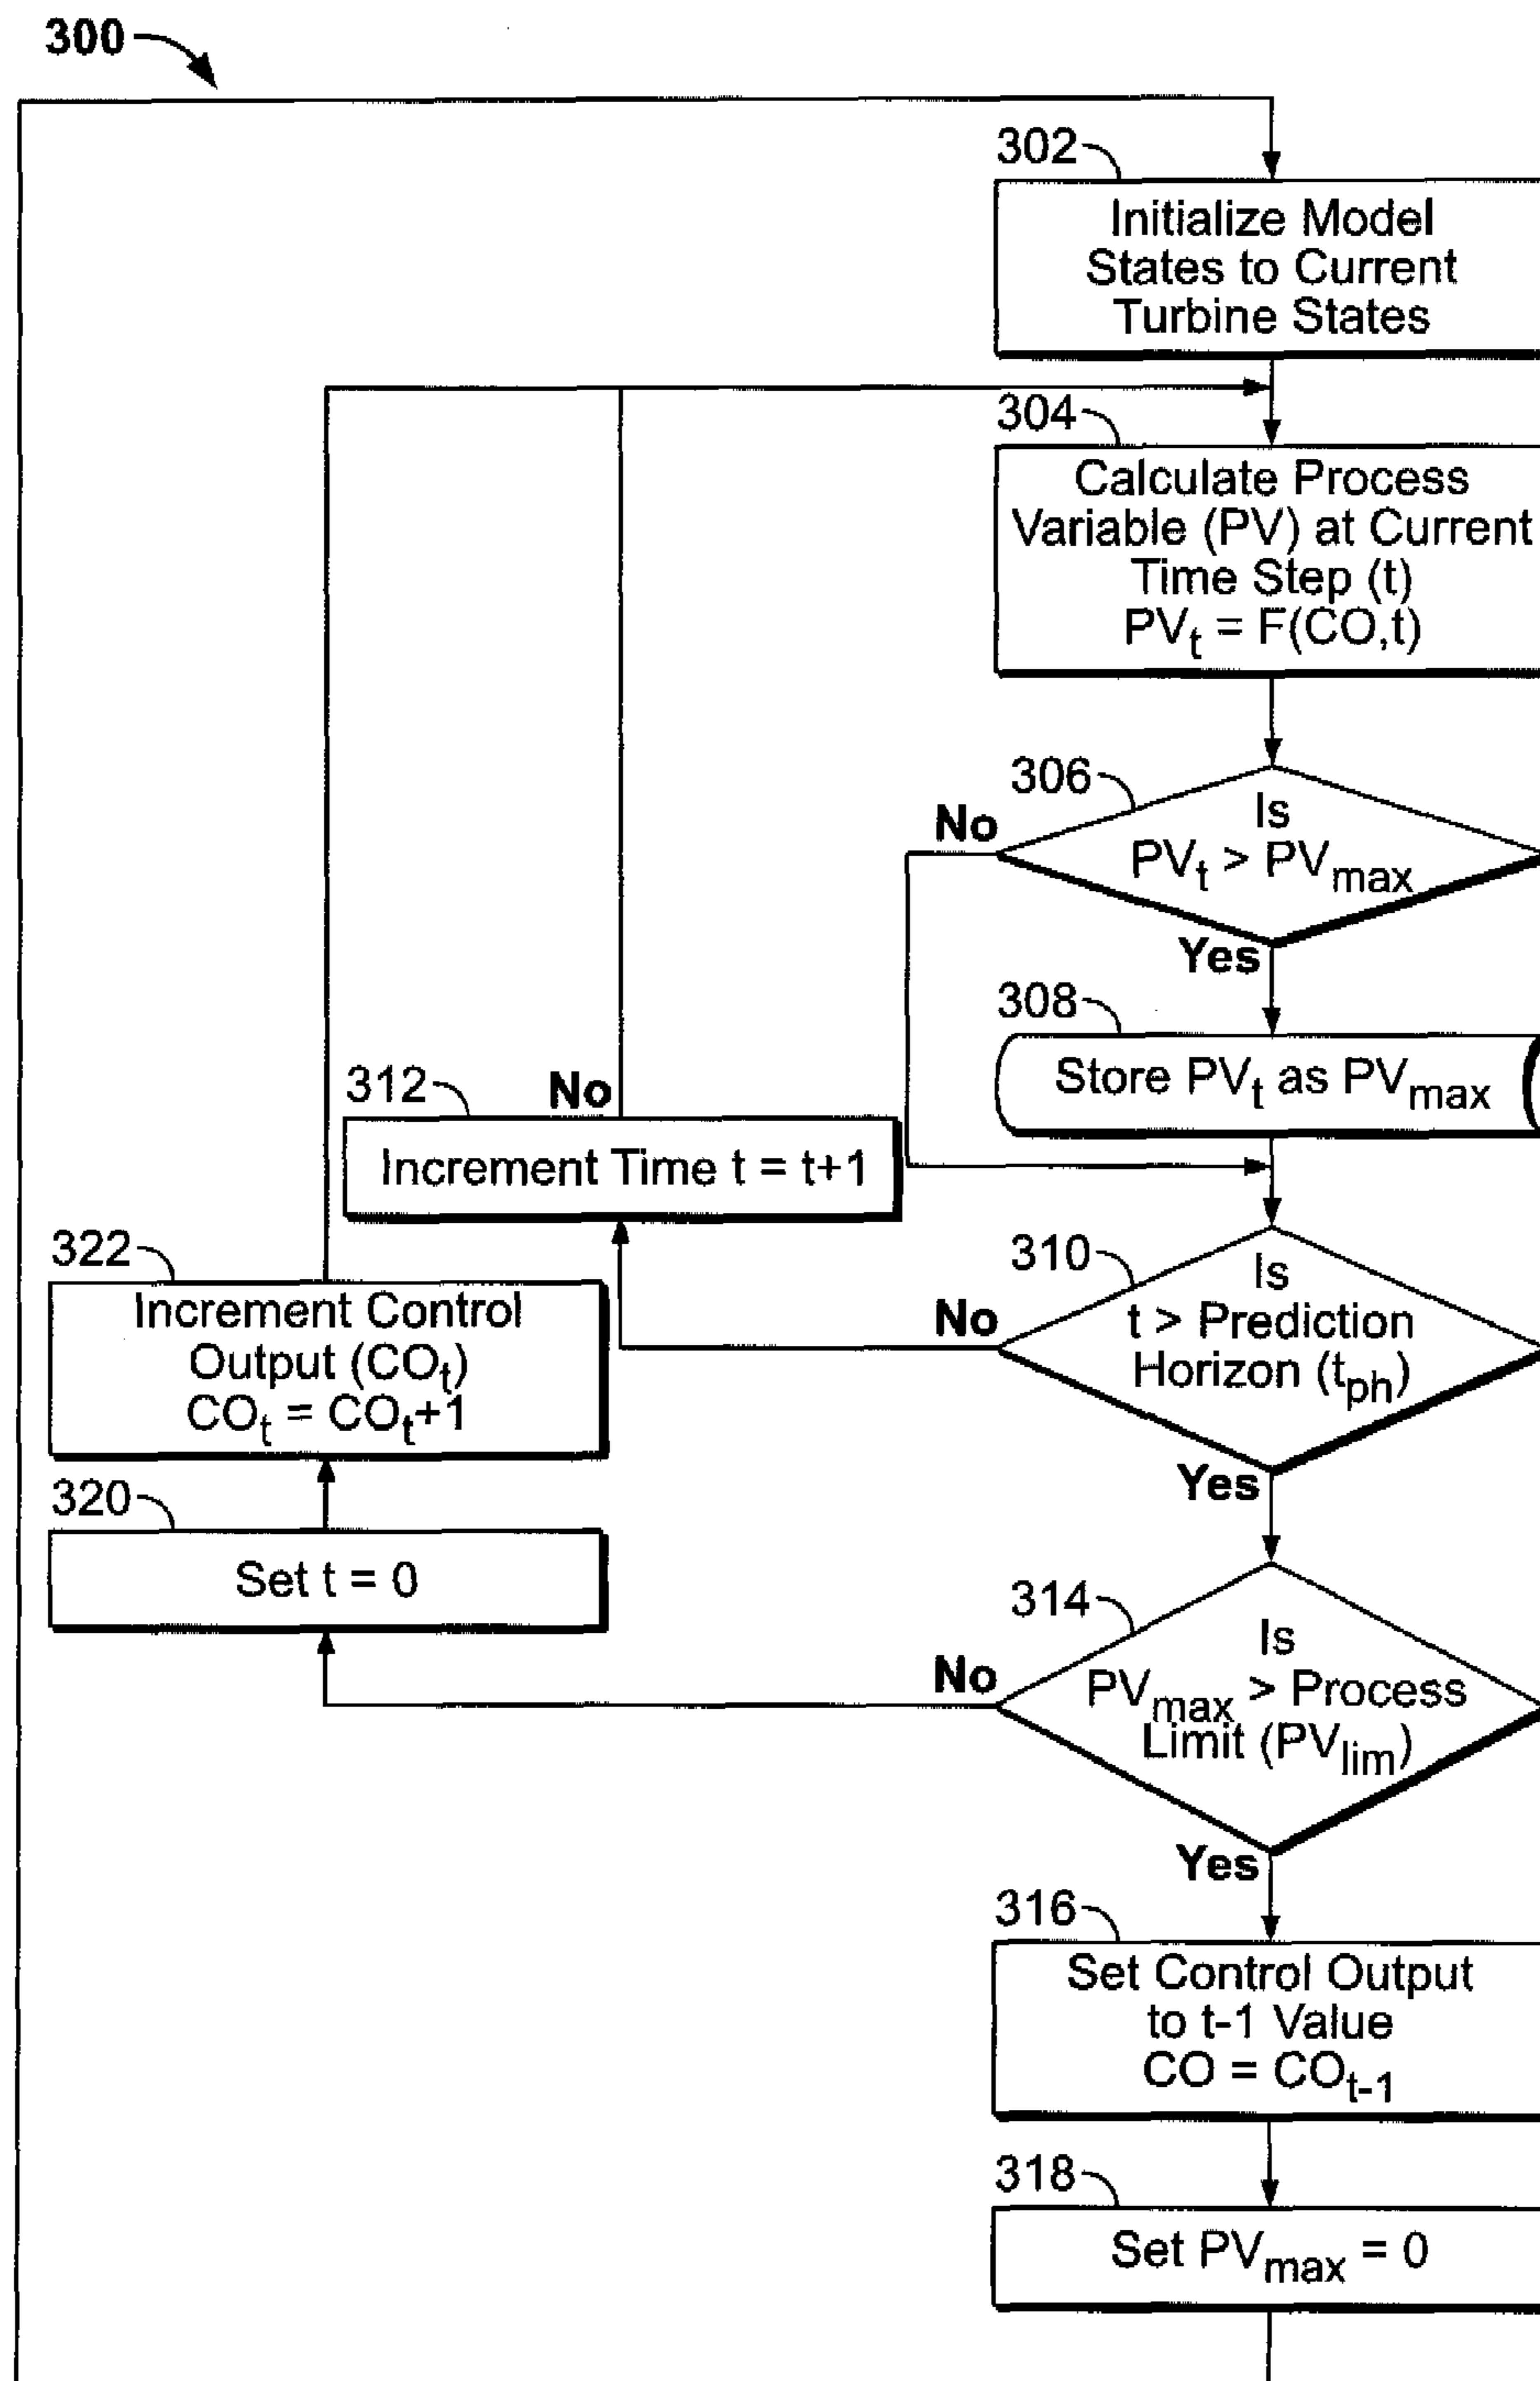 300
302
Initialize Model
States to Current
Turbine States
304
Calculate Process
Variable (PV) at Current
Time Step (t)
PVt = F(CO,t)
306
No
Is
PVt > PVmax
Yes
308
Store PVt as PVmax
312
No
Increment Time t = t+1
310
No
Is
t > Prediction
Horizon (tph)
Yes
322
Increment Control
Output (COt)
COt = COt+1
320
Set t = 0
314
No
Is
PVmax > Process
Limit (PVlim)
Yes
316
Set Control Output
to t-1 Value
CO = COt-1
318
Set PVmax = 0